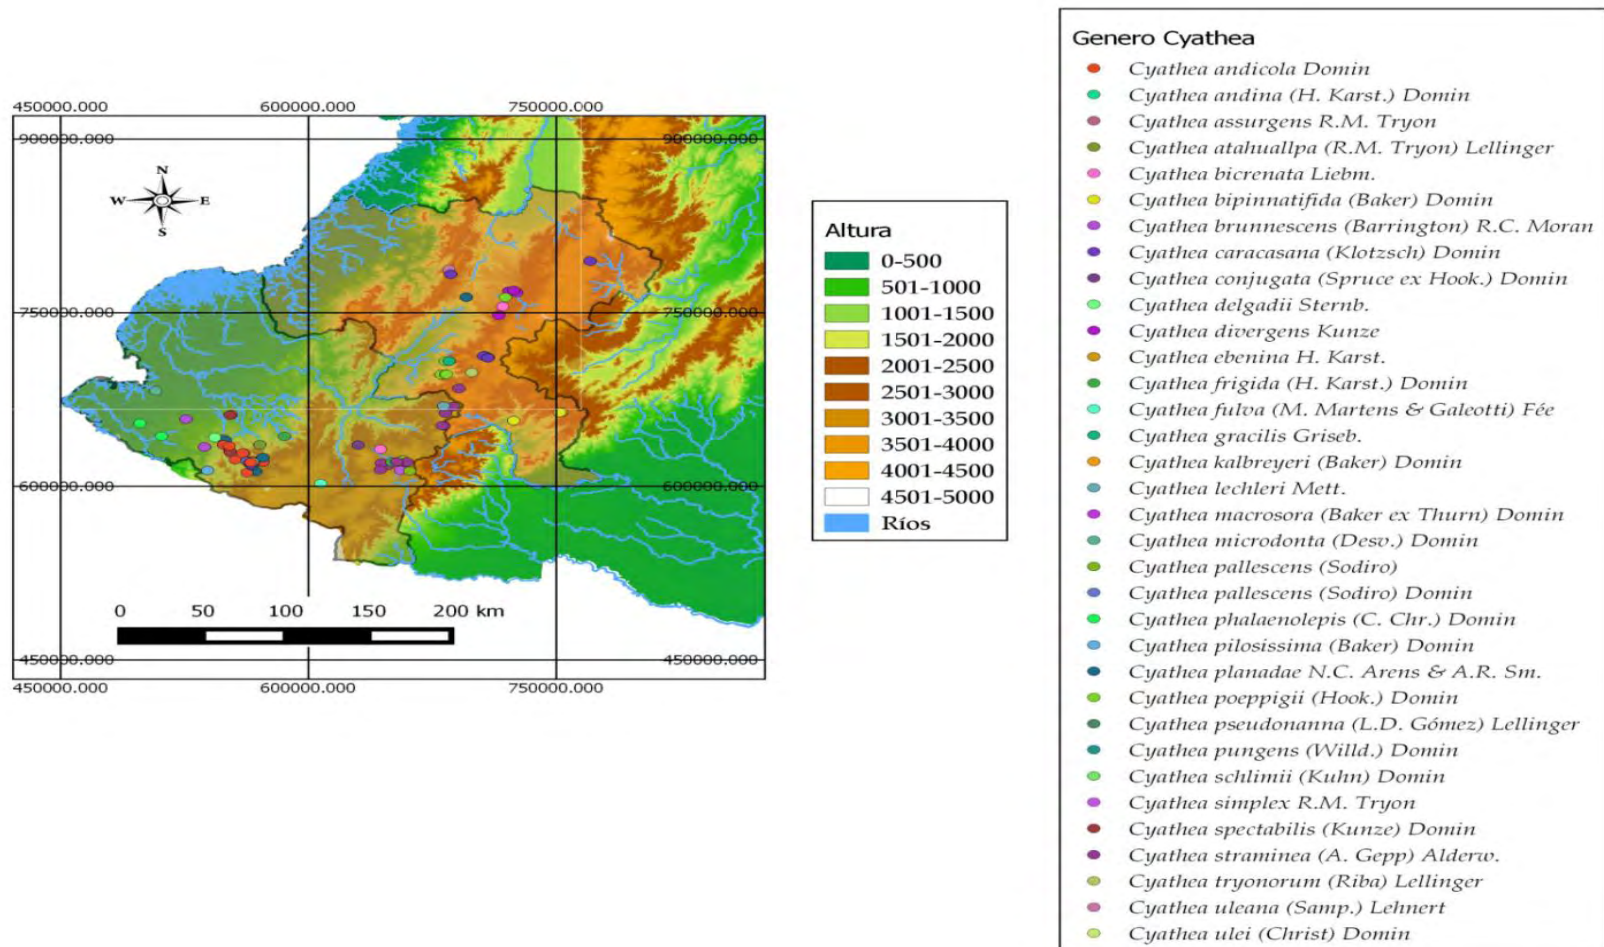 450000.000 600000.000 750000.000
900000.000 900000.000
N
W E
S
750000.000 750000.000
600000.000 600000.000
0 50 100 150 200 km
450000.000 450000.000
450000.000 600000.000 750000.000
Altura
0-500
501-1000
1001-1500
1501-2000
2001-2500
2501-3000
3001-3500
3501-4000
4001-4500
4501-5000
Ríos
Genero Cyathea
Cyathea andicola Domin
Cyathea andina (H. Karst.) Domin
Cyathea assurgens R.M. Tryon
Cyathea atahuallpa (R.M. Tryon) Lellinger
Cyathea bicrenata Liebm.
Cyathea bipinnatifida (Baker) Domin
Cyathea brunnescens (Barrington) R.C. Moran
Cyathea caracasana (Klotzsch) Domin
Cyathea conjugata (Spruce ex Hook.) Domin
Cyathea delgadii Sternb.
Cyathea divergens Kunze
Cyathea ebenina H. Karst.
Cyathea frigida (H. Karst.) Domin
Cyathea fulva (M. Martens & Galeotti) Fée
Cyathea gracilis Griseb.
Cyathea kalbreyeri (Baker) Domin
Cyathea lechleri Mett.
Cyathea macrosora (Baker ex Thurn) Domin
Cyathea microdonta (Desv.) Domin
Cyathea pallescens (Sodiro)
Cyathea pallescens (Sodiro) Domin
Cyathea phalaenolepis (C. Chr.) Domin
Cyathea pilosissima (Baker) Domin
Cyathea planadae N.C. Arens & A.R. Sm.
Cyathea poeppigii (Hook.) Domin
Cyathea pseudonanna (L.D. Gómez) Lellinger
Cyathea pungens (Willd.) Domin
Cyathea schlimii (Kuhn) Domin
Cyathea simplex R.M. Tryon
Cyathea spectabilis (Kunze) Domin
Cyathea straminea (A. Gepp) Alderw.
Cyathea tryonorum (Riba) Lellinger
Cyathea uleana (Samp.) Lehnert
Cyathea ulei (Christ) Domin